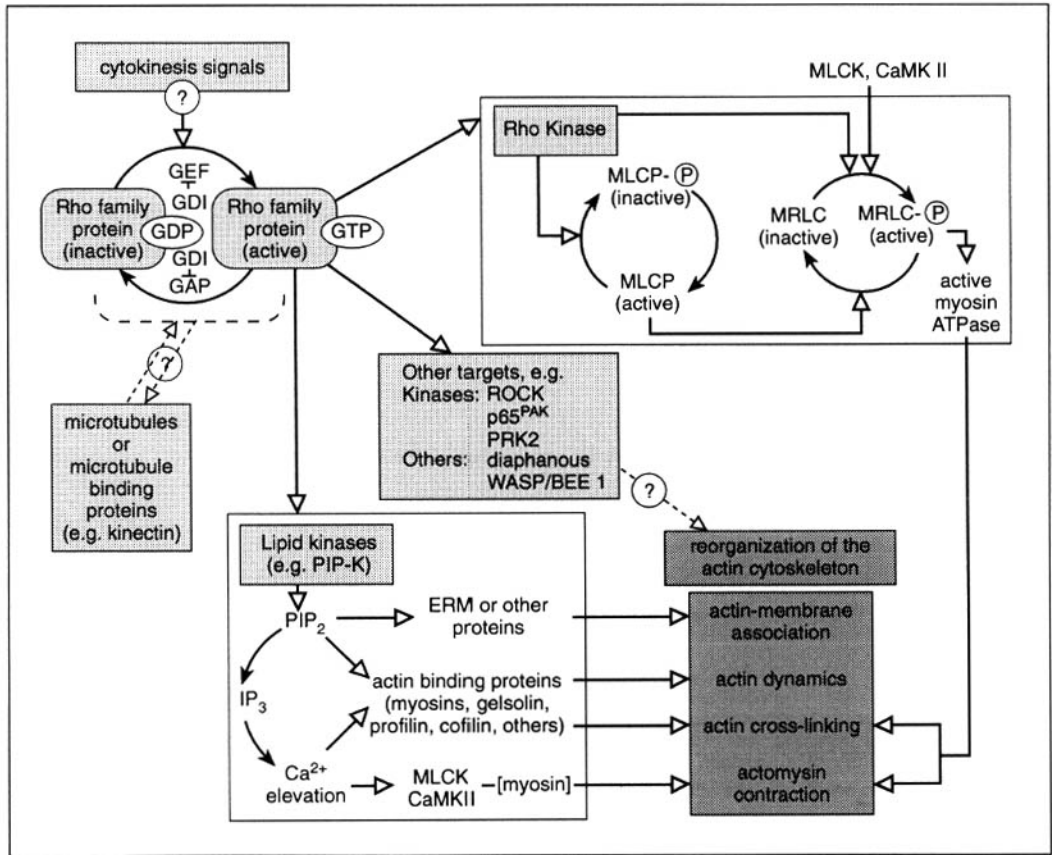 cytokinesis signals
?
GEF
GDI
Rho family
protein
(inactive)
GDP
Rho family
protein
(active)
GTP
GDI
GAP
?
microtubules
or
microtubule
binding
proteins
(e.g. kinectin)
MLCK, CaMK II
Rho Kinase
MLCP- P
(inactive)
MLCP
(active)
MRLC
(inactive)
MRLC- P
(active)
active
myosin
ATPase
Other targets, e.g.
Kinases: ROCK
p65PAK
PRK2
Others: diaphanous
WASP/BEE 1
?
Lipid kinases
(e.g. PIP-K)
PIP2
ERM or other
proteins
IP3
actin binding proteins
(myosins, gelsolin,
profilin, cofilin, others)
Ca2+
elevation
MLCK
CaMKII
[myosin]
reorganization of the
actin cytoskeleton
actin-membrane
association
actin dynamics
actin cross-linking
actomysin
contraction